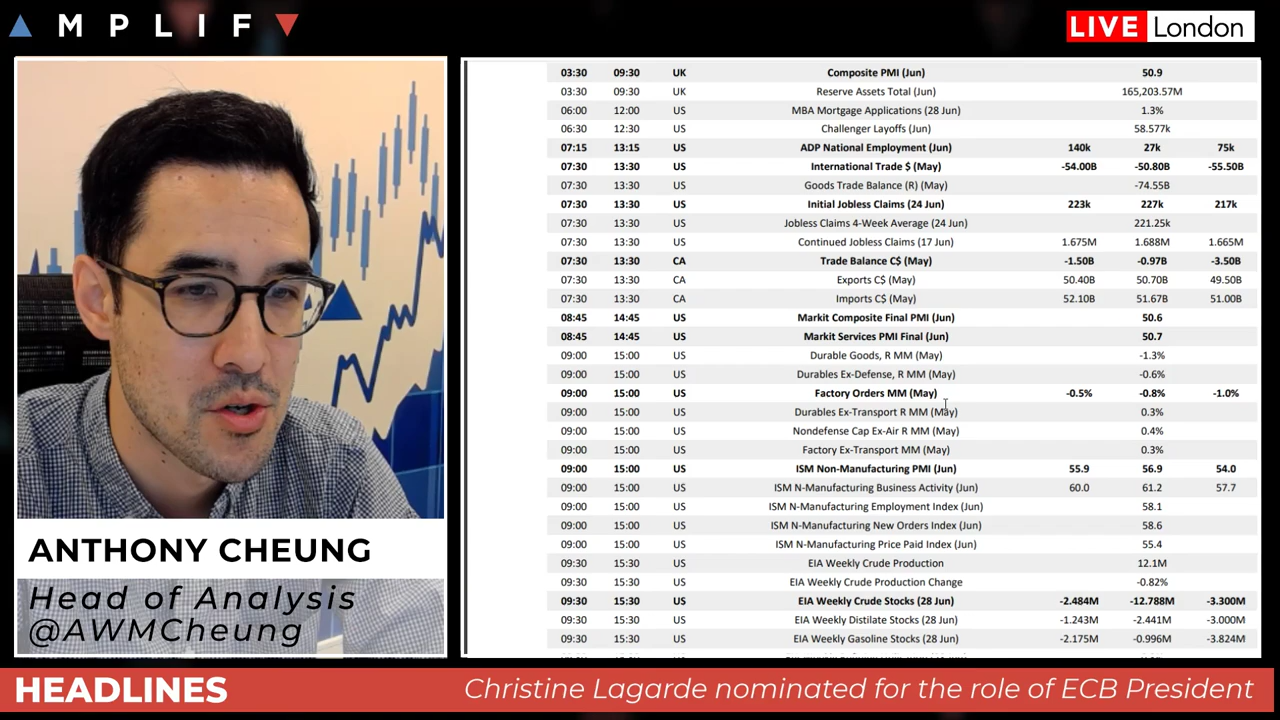 MPLIF
LIVE London
03:30 09:30 UK Composite PMI (Jun) 50.9
03:30 09:30 UK Reserve Assets Total (Jun) 165,203.57M
06:00 12:00 US MBA Mortgage Applications (28 Jun) 1.3%
06:30 12:30 US Challenger Layoffs (Jun) 58.577k
07:15 13:15 US ADP National Employment (Jun) 140k 27k 75k
07:30 13:30 US International Trade $ (May) -54.00B -50.80B -55.50B
07:30 13:30 US Goods Trade Balance (R) (May) -74.55B
07:30 13:30 US Initial Jobless Claims (24 Jun) 223k 227k 217k
07:30 13:30 US Jobless Claims 4-Week Average (24 Jun) 221.25k
07:30 13:30 US Continued Jobless Claims (17 Jun) 1.675M 1.688M 1.665M
07:30 13:30 CA Trade Balance C$ (May) -1.50B -0.97B -3.50B
07:30 13:30 CA Exports C$ (May) 50.40B 50.70B 49.50B
07:30 13:30 CA Imports C$ (May) 52.10B 51.67B 51.00B
08:45 14:45 US Markit Composite Final PMI (Jun) 50.6
08:45 14:45 US Markit Services PMI Final (Jun) 50.7
09:00 15:00 US Durable Goods, R MM (May) -1.3%
09:00 15:00 US Durables Ex-Defense, R MM (May) -0.6%
09:00 15:00 US Factory Orders MM (May) -0.5% -0.8% -1.0%
09:00 15:00 US Durables Ex-Transport R MM (May) 0.3%
09:00 15:00 US Nondefense Cap Ex-Air R MM (May) 0.4%
09:00 15:00 US Factory Ex-Transport MM (May) 0.3%
09:00 15:00 US ISM Non-Manufacturing PMI (Jun) 55.9 56.9 54.0
09:00 15:00 US ISM N-Manufacturing Business Activity (Jun) 60.0 61.2 57.7
09:00 15:00 US ISM N-Manufacturing Employment Index (Jun) 58.1
09:00 15:00 US ISM N-Manufacturing New Orders Index (Jun) 58.6
09:00 15:00 US ISM N-Manufacturing Price Paid Index (Jun) 55.4
09:30 15:30 US EIA Weekly Crude Production 12.1M
09:30 15:30 US EIA Weekly Crude Production Change -0.82%
09:30 15:30 US EIA Weekly Crude Stocks (28 Jun) -2.484M -12.788M -3.300M
09:30 15:30 US EIA Weekly Distilate Stocks (28 Jun) -1.243M -2.441M -3.000M
09:30 15:30 US EIA Weekly Gasoline Stocks (28 Jun) -2.175M -0.996M -3.824M
ANTHONY CHEUNG
Head of Analysis
@AWMCheung
HEADLINES Christine Lagarde nominated for the role of ECB President